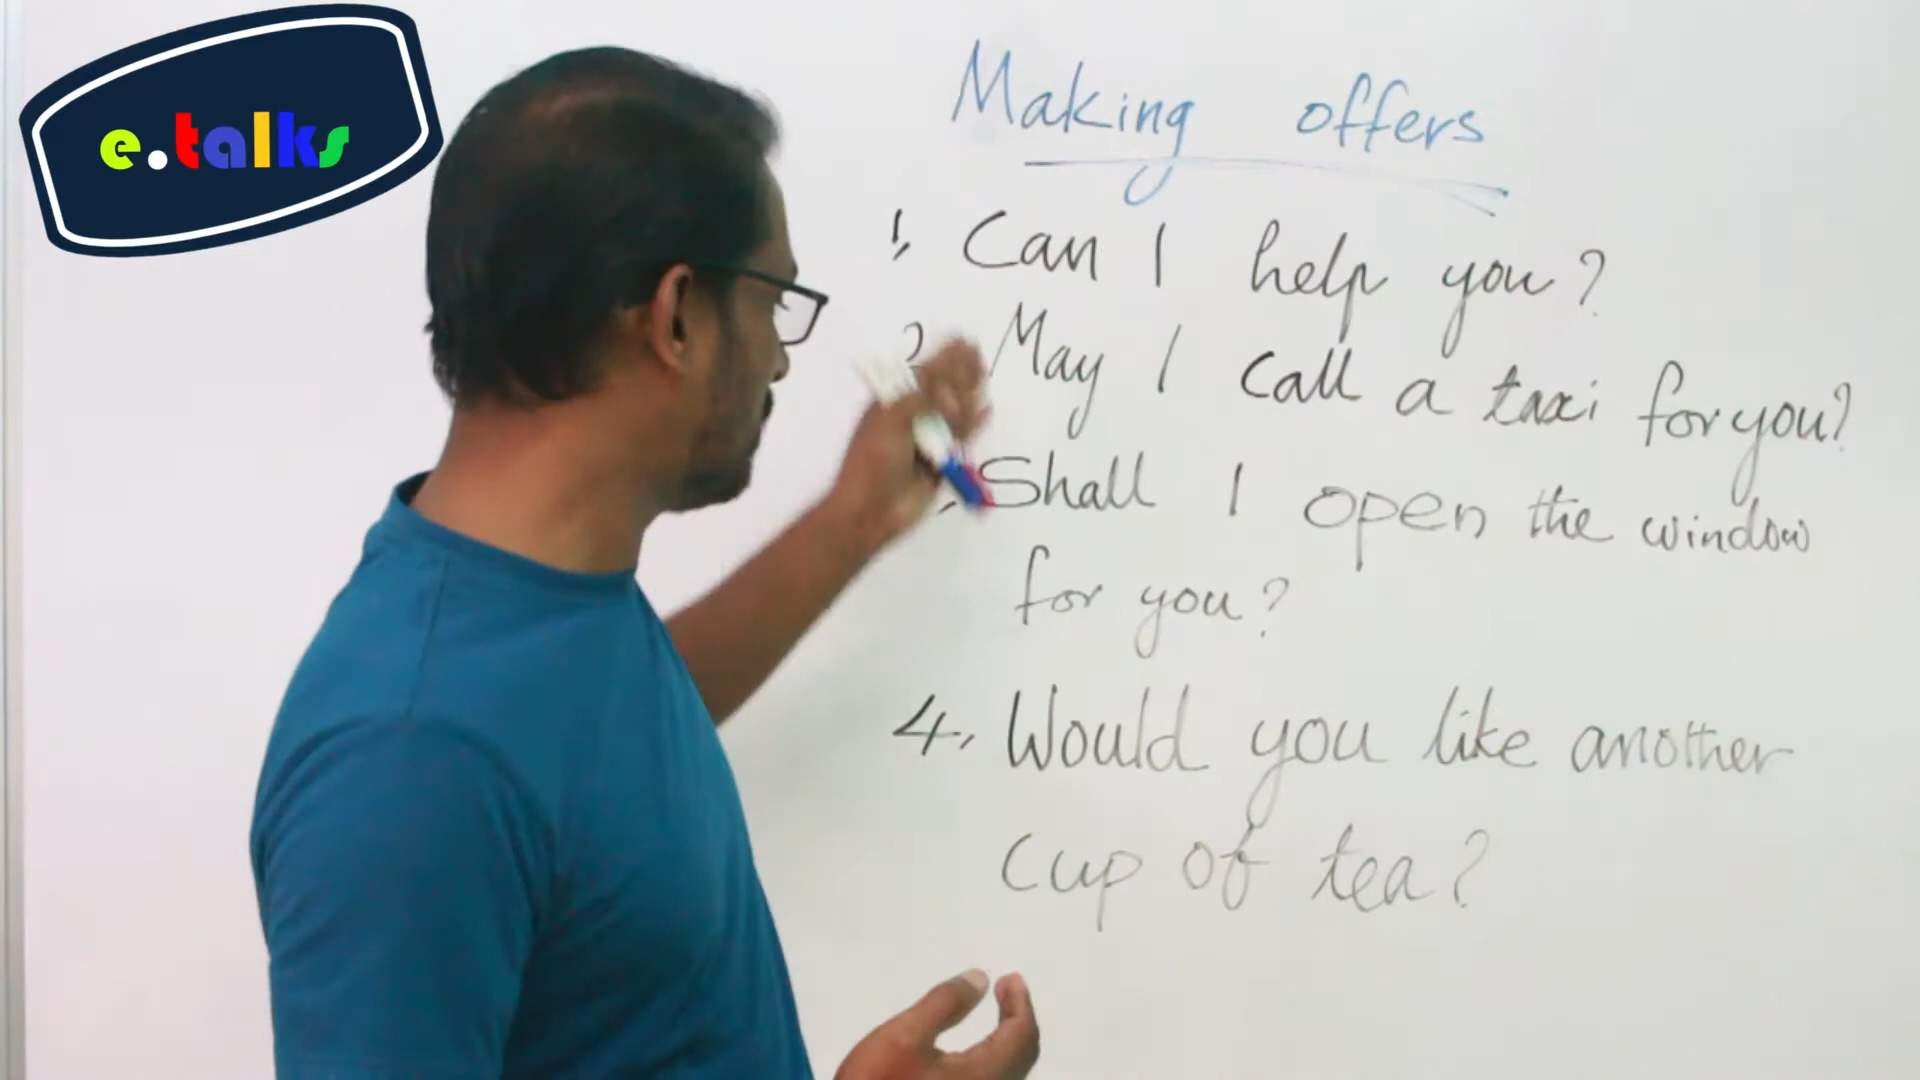 e.talks
Making offers
1, Can I help you?
2 May I call a taxi for you?
Shall I open the window
for you?
4, Would you like another
cup of tea?